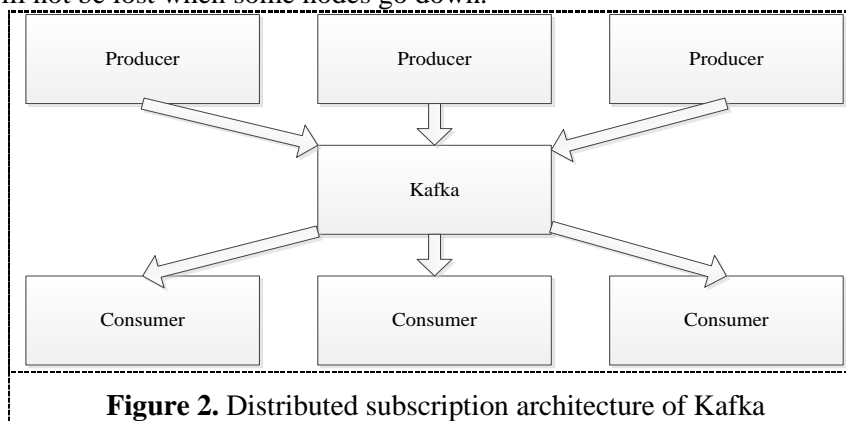 not be lost when some nodes go down.
Producer Producer Producer
Kafka
Consumer Consumer Consumer
Figure 2. Distributed subscription architecture of Kafka